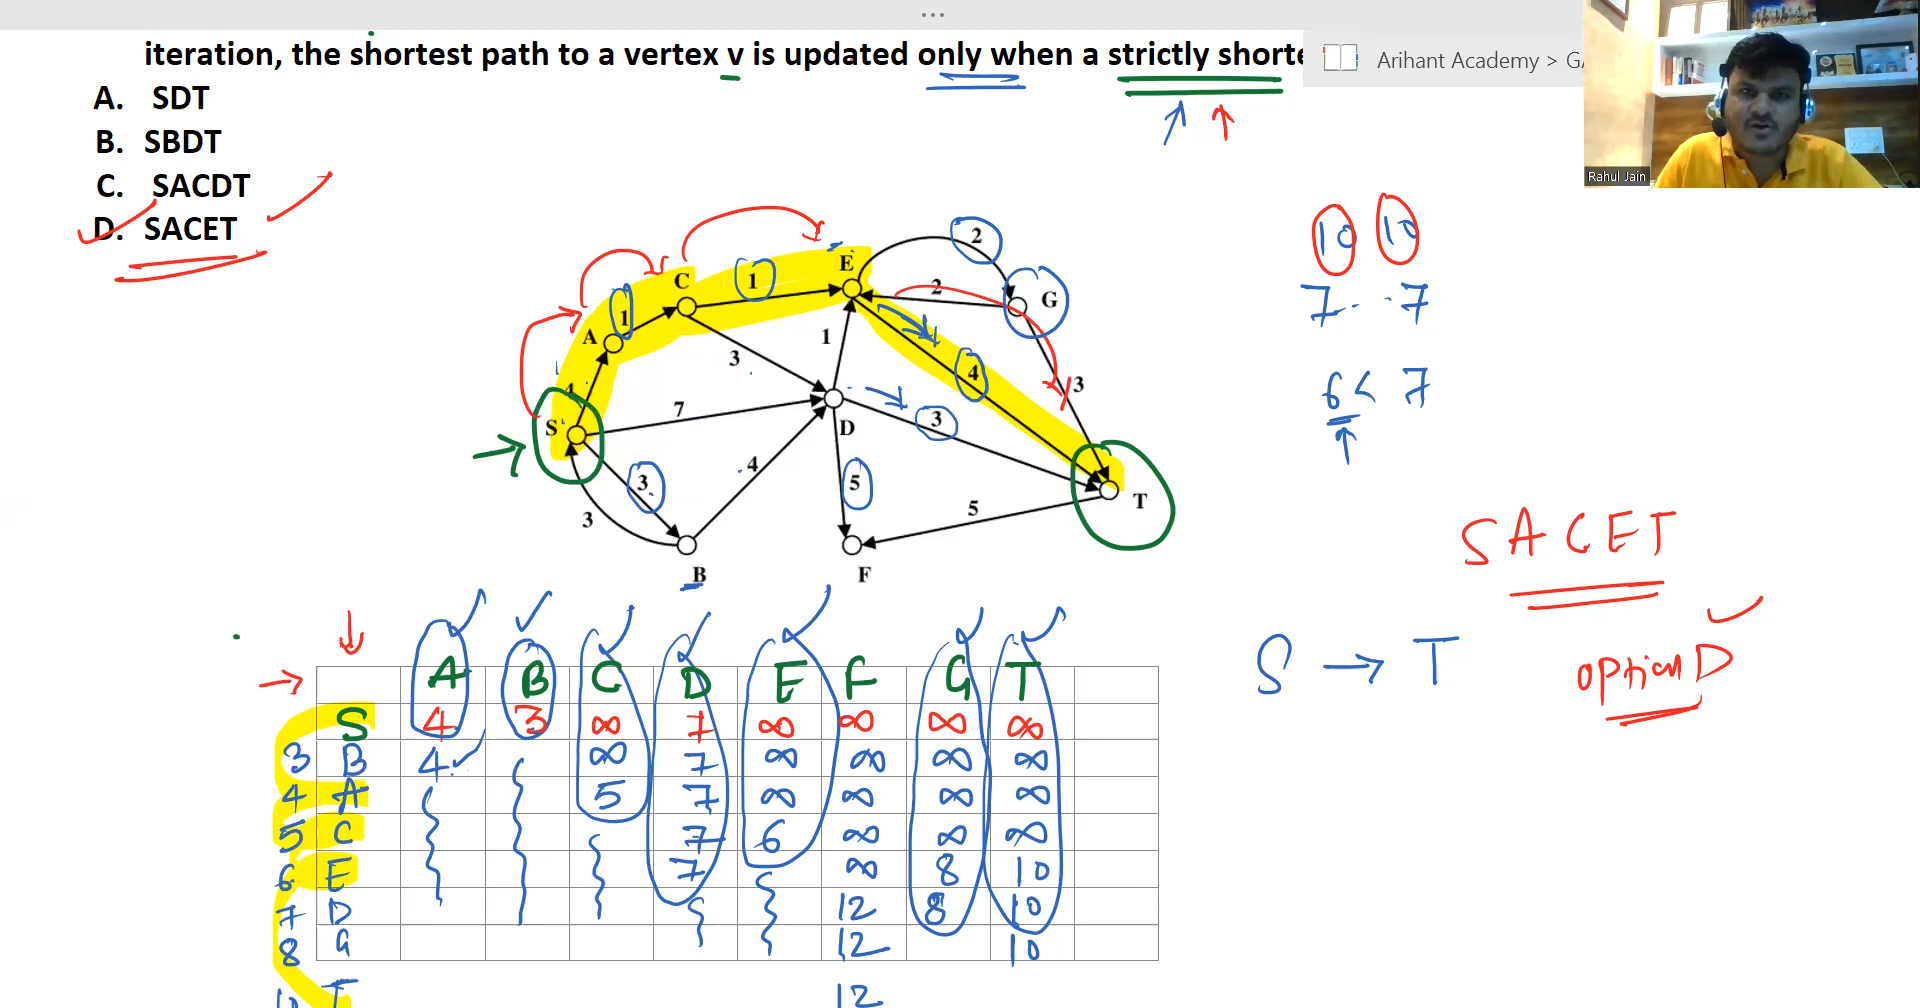 iteration, the shortest path to a vertex v is updated only when a strictly shorte
Arihant Academy > G
A. SDT
B. SBDT
C. SACDT
D. SACET
Rahul Jain
10 10
7 . . . 7
6 < 7
2
E
C
1
2
G
1
A
3
1
4
3
4
7
S
3
D
3
4
5
T
3
5
B
F
SACET
S → T
option D
A B C D E F G T
S 4 3 ∞ 7 ∞ ∞ ∞ ∞
3 B 4 ∞ 7 ∞ ∞ ∞ ∞
4 A 5 7 ∞ ∞ ∞ ∞
5 C 7 6 ∞ ∞ ∞
6 E 7 ∞ 8 10
7 D 12 8 10
8 G 12 10
10 T 12